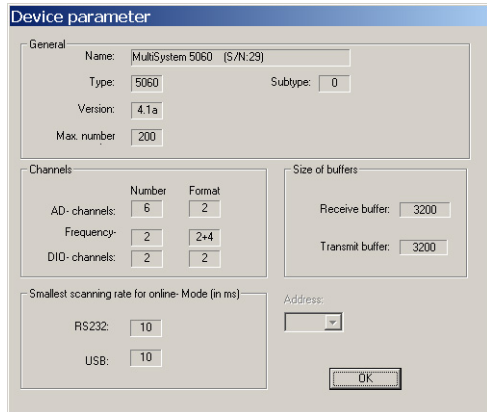 Device parameter
General
Name: MultiSystem 5060 (S/N:29)
Type: 5060 Subtype: 0
Version: 4.1a
Max. number 200
Channels
Number Format
AD- channels: 6 2
Frequency- 2 2+4
DIO- channels: 2 2
Size of buffers
Receive buffer: 3200
Transmit buffer: 3200
Smallest scanning rate for online- Mode (in ms)
RS232: 10
USB: 10
Address:
OK